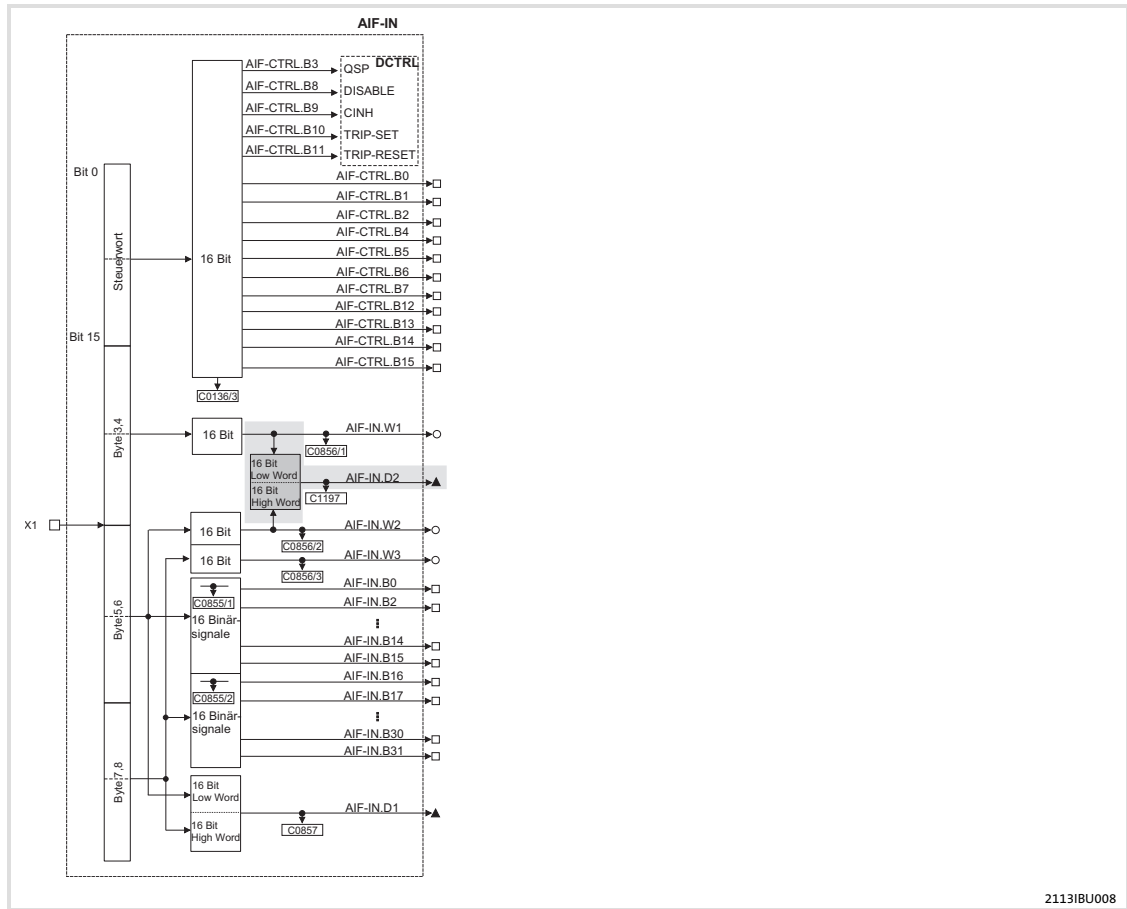 AIF-IN
AIF-CTRL.B3
QSP
DCTRL
AIF-CTRL.B8
DISABLE
AIF-CTRL.B9
CINH
AIF-CTRL.B10
TRIP-SET
AIF-CTRL.B11
TRIP-RESET
Bit 0
AIF-CTRL.B0
AIF-CTRL.B1
AIF-CTRL.B2
AIF-CTRL.B4
Steuerwort
16 Bit
AIF-CTRL.B5
AIF-CTRL.B6
AIF-CTRL.B7
AIF-CTRL.B12
AIF-CTRL.B13
Bit 15
AIF-CTRL.B14
AIF-CTRL.B15
C0136/3
Byte 3,4
16 Bit
AIF-IN.W1
C0856/1
16 Bit
Low Word
16 Bit
High Word
AIF-IN.D2
C1197
X1
16 Bit
AIF-IN.W2
C0856/2
16 Bit
AIF-IN.W3
C0856/3
Byte 5,6
C0855/1
16 Binär-
signale
AIF-IN.B0
AIF-IN.B2
AIF-IN.B14
AIF-IN.B15
C0855/2
16 Binär-
signale
AIF-IN.B16
AIF-IN.B17
AIF-IN.B30
AIF-IN.B31
Byte 7,8
16 Bit
Low Word
16 Bit
High Word
AIF-IN.D1
C0857
2113IBU008